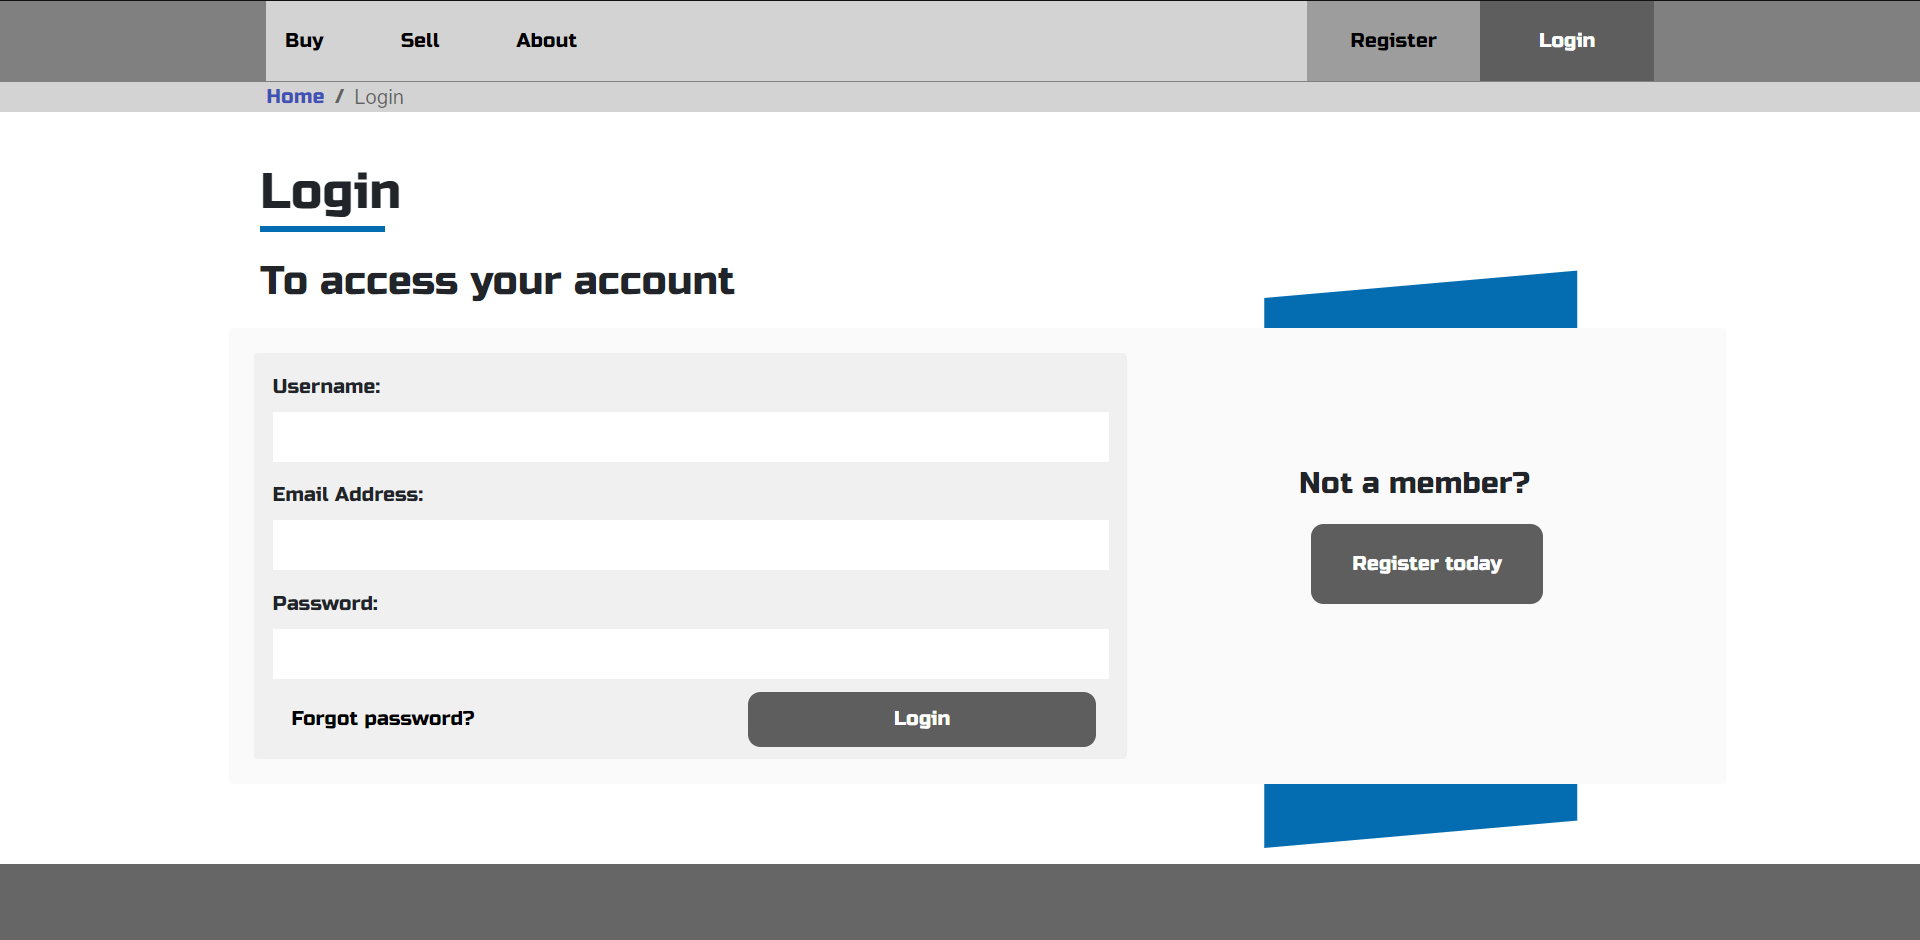 Buy Sell About Register Login
Home / Login
Login
To access your account
Username:
Email Address:
Password:
Forgot password? Login
Not a member?
Register today